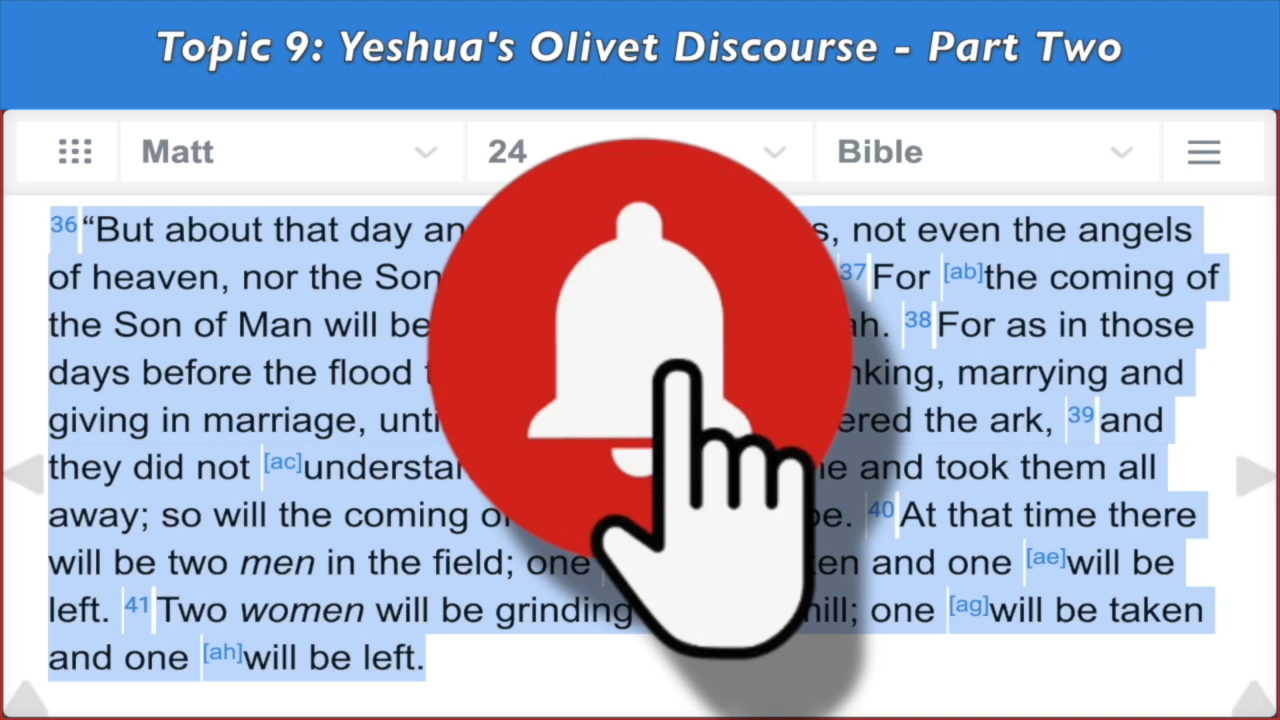 Topic 9: Yeshua's Olivet Discourse - Part Two
Matt 24 Bible
36 “But about that day an s, not even the angels
of heaven, nor the Son 37 For [ab]the coming of
the Son of Man will be ah. 38 For as in those
days before the flood nking, marrying and
giving in marriage, unti ered the ark, 39 and
they did not [ac]understan e and took them all
away; so will the coming of be. 40 At that time there
will be two men in the field; one en and one [ae]will be
left. 41 Two women will be grinding mill; one [ag]will be taken
and one [ah]will be left.